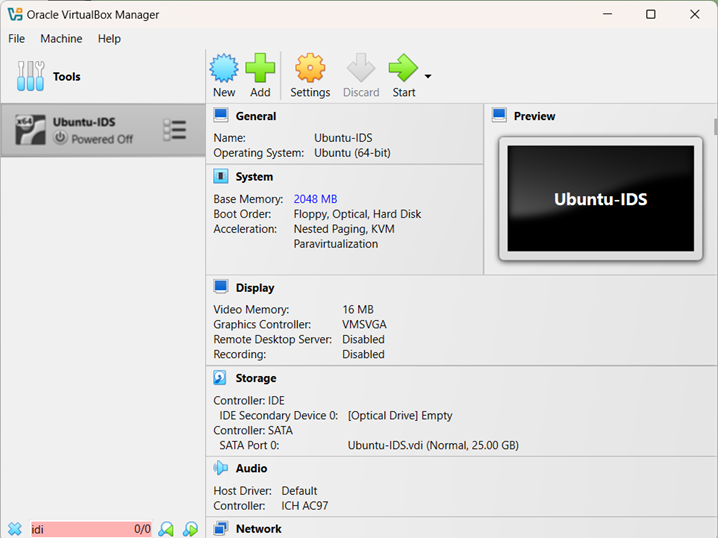 Oracle VirtualBox Manager
File Machine Help
Tools
New Add Settings Discard Start
Ubuntu-IDS
Powered Off
x64
General
Name: Ubuntu-IDS
Operating System: Ubuntu (64-bit)
System
Base Memory: 2048 MB
Boot Order: Floppy, Optical, Hard Disk
Acceleration: Nested Paging, KVM
Paravirtualization
Preview
Ubuntu-IDS
Display
Video Memory: 16 MB
Graphics Controller: VMSVGA
Remote Desktop Server: Disabled
Recording: Disabled
Storage
Controller: IDE
IDE Secondary Device 0: [Optical Drive] Empty
Controller: SATA
SATA Port 0: Ubuntu-IDS.vdi (Normal, 25.00 GB)
Audio
Host Driver: Default
Controller: ICH AC97
Network
idi 0/0